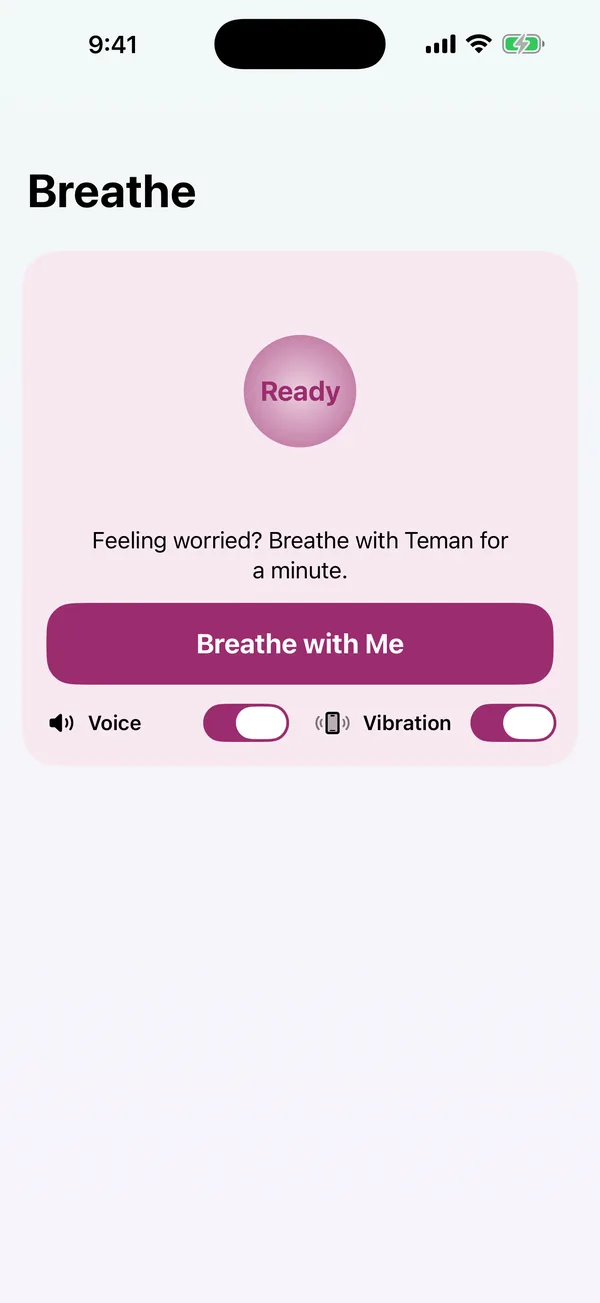 9:41
Breathe
Ready
Feeling worried? Breathe with Teman for
a minute.
Breathe with Me
Voice
Vibration